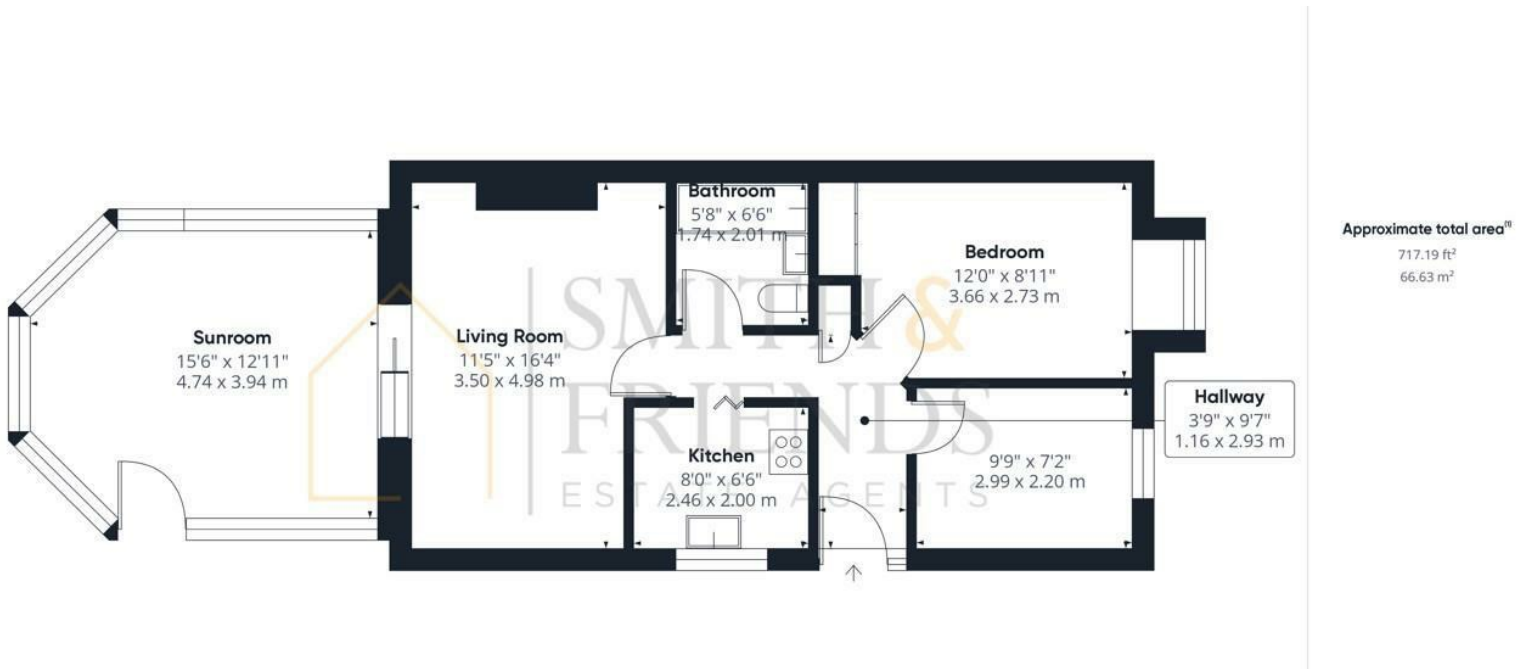 Sunroom
15'6" x 12'11"
4.74 x 3.94 m
Living Room
11'5" x 16'4"
3.50 x 4.98 m
Bathroom
5'8" x 6'6"
1.74 x 2.01 m
Bedroom
12'0" x 8'11"
3.66 x 2.73 m
Kitchen
8'0" x 6'6"
2.46 x 2.00 m
9'9" x 7'2"
2.99 x 2.20 m
Hallway
3'9" x 9'7"
1.16 x 2.93 m
SMITH &
FRIENDS
ESTATE AGENTS
Approximate total area(1)
717.19 ft²
66.63 m²